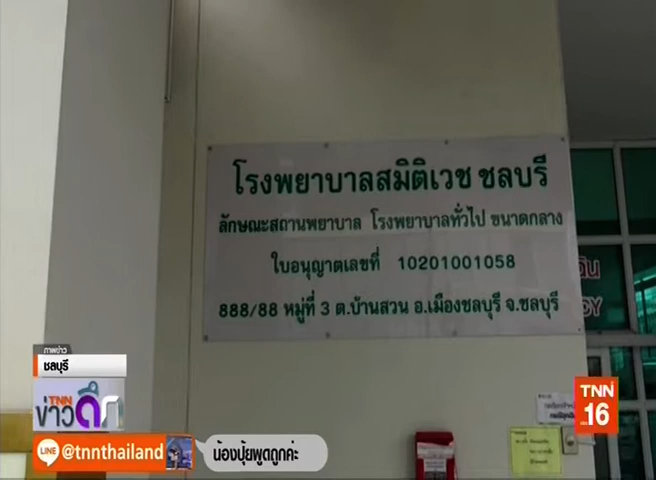 โรงพยาบาลสมิติเวช ชลบุรี
ลักษณะสถานพยาบาล โรงพยาบาลทั่วไป ขนาดกลาง
ใบอนุญาตเลขที่ 10201001058
888/88 หมู่ที่ 3 ต.บ้านสวน อ.เมืองชลบุรี จ.ชลบุรี
ภาพข่าว
ชลบุรี
TNN
ข่าวดึก
TNN
16
LINE
@tnnthailand
น้องปุ้ยพูดถูกค่ะ